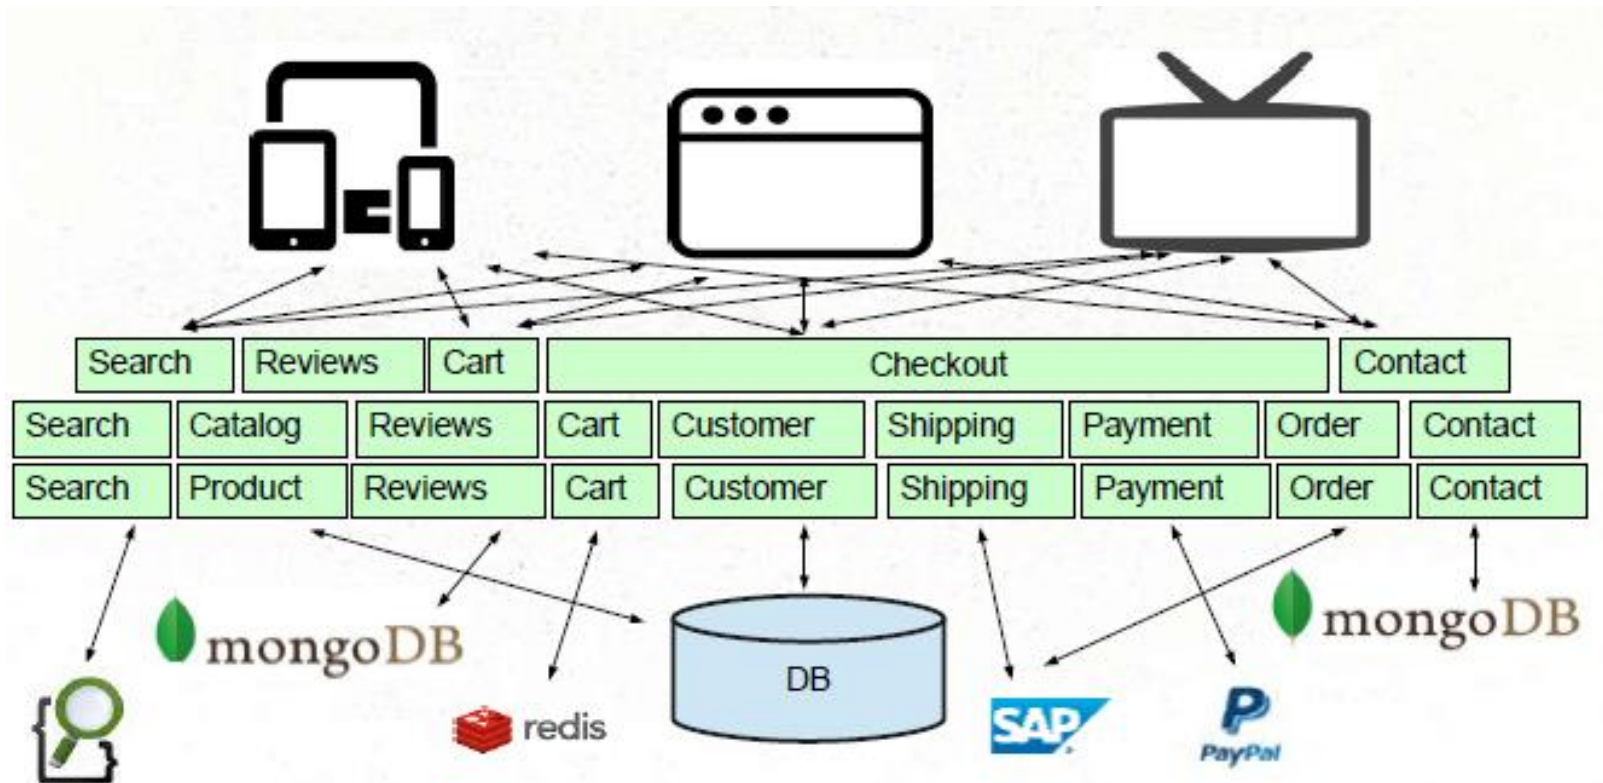 Search Reviews Cart Checkout Contact
Search Catalog Reviews Cart Customer Shipping Payment Order Contact
Search Product Reviews Cart Customer Shipping Payment Order Contact
mongoDB
mongoDB
DB
redis
SAP
PayPal